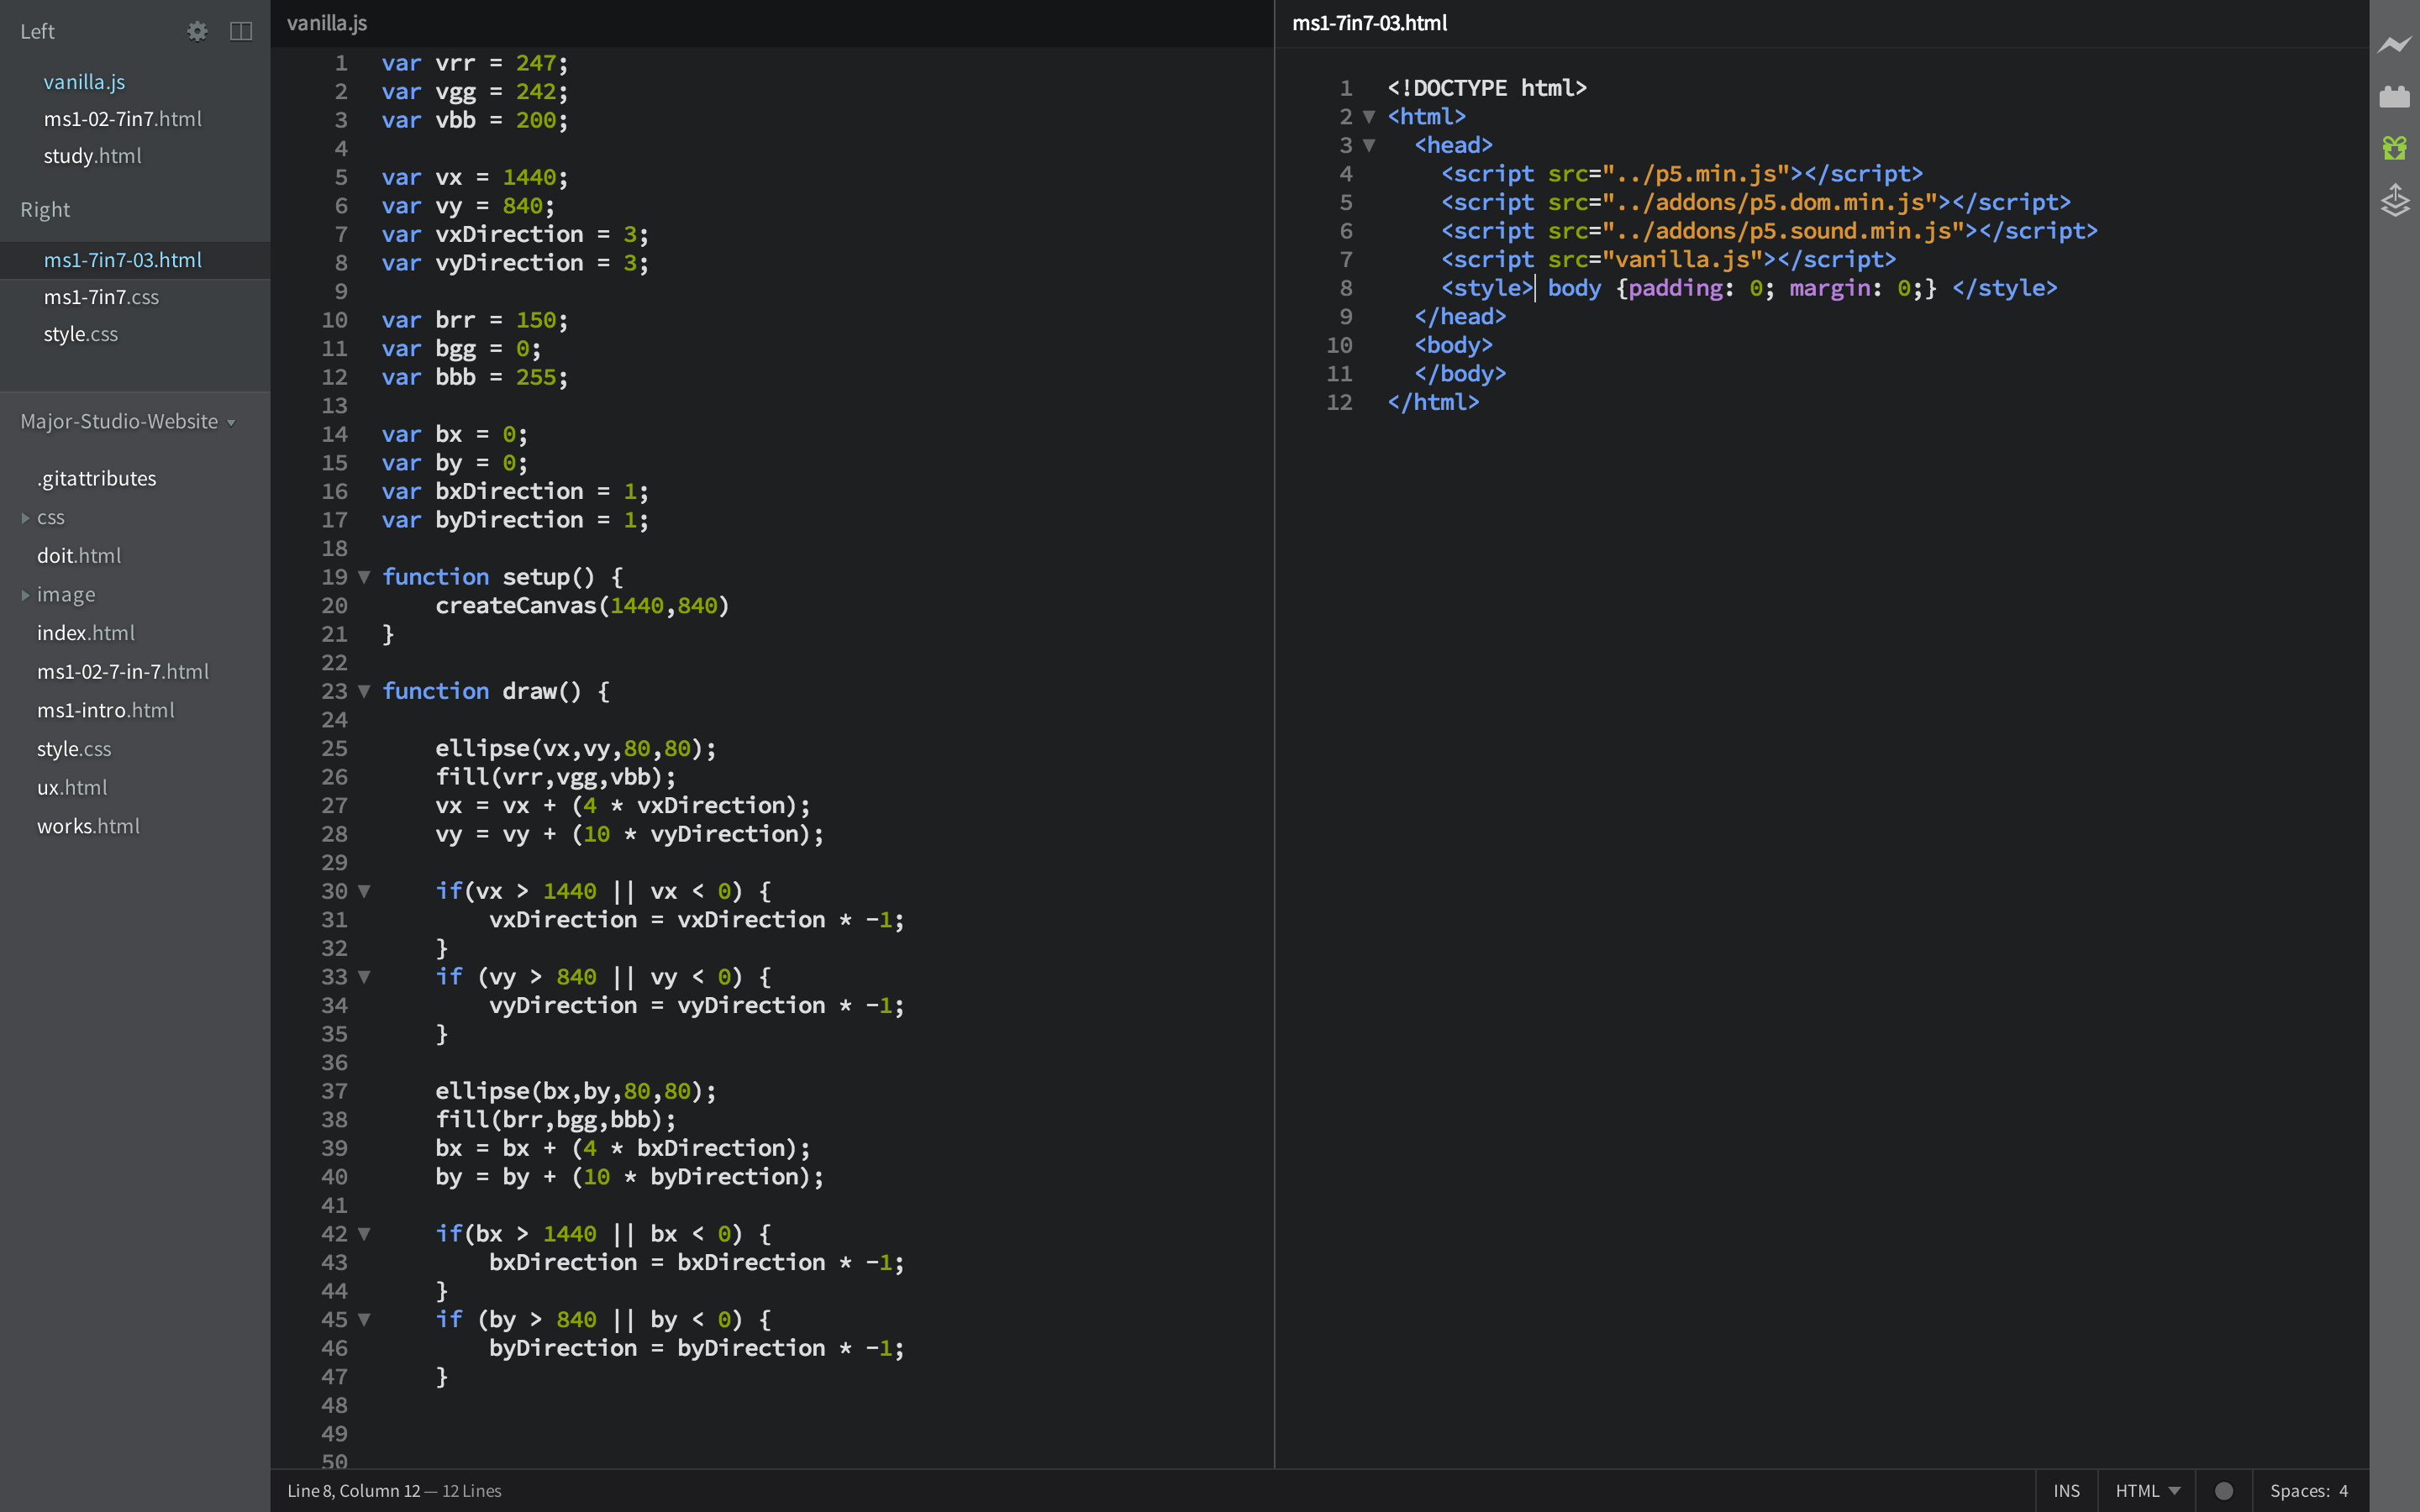 Left
vanilla.js
ms1-02-7in7.html
study.html
Right
ms1-7in7-03.html
ms1-7in7.css
style.css
Major-Studio-Website
.gitattributes
css
doit.html
image
index.html
ms1-02-7-in-7.html
ms1-intro.html
style.css
ux.html
works.html
vanilla.js
1 var vrr = 247;
2 var vgg = 242;
3 var vbb = 200;
4
5 var vx = 1440;
6 var vy = 840;
7 var vxDirection = 3;
8 var vyDirection = 3;
9
10 var brr = 150;
11 var bgg = 0;
12 var bbb = 255;
13
14 var bx = 0;
15 var by = 0;
16 var bxDirection = 1;
17 var byDirection = 1;
18
19 function setup() {
20     createCanvas(1440,840)
21 }
22
23 function draw() {
24
25     ellipse(vx,vy,80,80);
26     fill(vrr,vgg,vbb);
27     vx = vx + (4 * vxDirection);
28     vy = vy + (10 * vyDirection);
29
30     if(vx > 1440 || vx < 0) {
31         vxDirection = vxDirection * -1;
32     }
33     if (vy > 840 || vy < 0) {
34         vyDirection = vyDirection * -1;
35     }
36
37     ellipse(bx,by,80,80);
38     fill(brr,bgg,bbb);
39     bx = bx + (4 * bxDirection);
40     by = by + (10 * byDirection);
41
42     if(bx > 1440 || bx < 0) {
43         bxDirection = bxDirection * -1;
44     }
45     if (by > 840 || by < 0) {
46         byDirection = byDirection * -1;
47     }
48
49
50
ms1-7in7-03.html
1 <!DOCTYPE html>
2 <html>
3   <head>
4     <script src="../p5.min.js"></script>
5     <script src="../addons/p5.dom.min.js"></script>
6     <script src="../addons/p5.sound.min.js"></script>
7     <script src="vanilla.js"></script>
8     <style> body {padding: 0; margin: 0;} </style>
9   </head>
10   <body>
11   </body>
12 </html>
Line 8, Column 12 — 12 Lines
INS
HTML
Spaces: 4